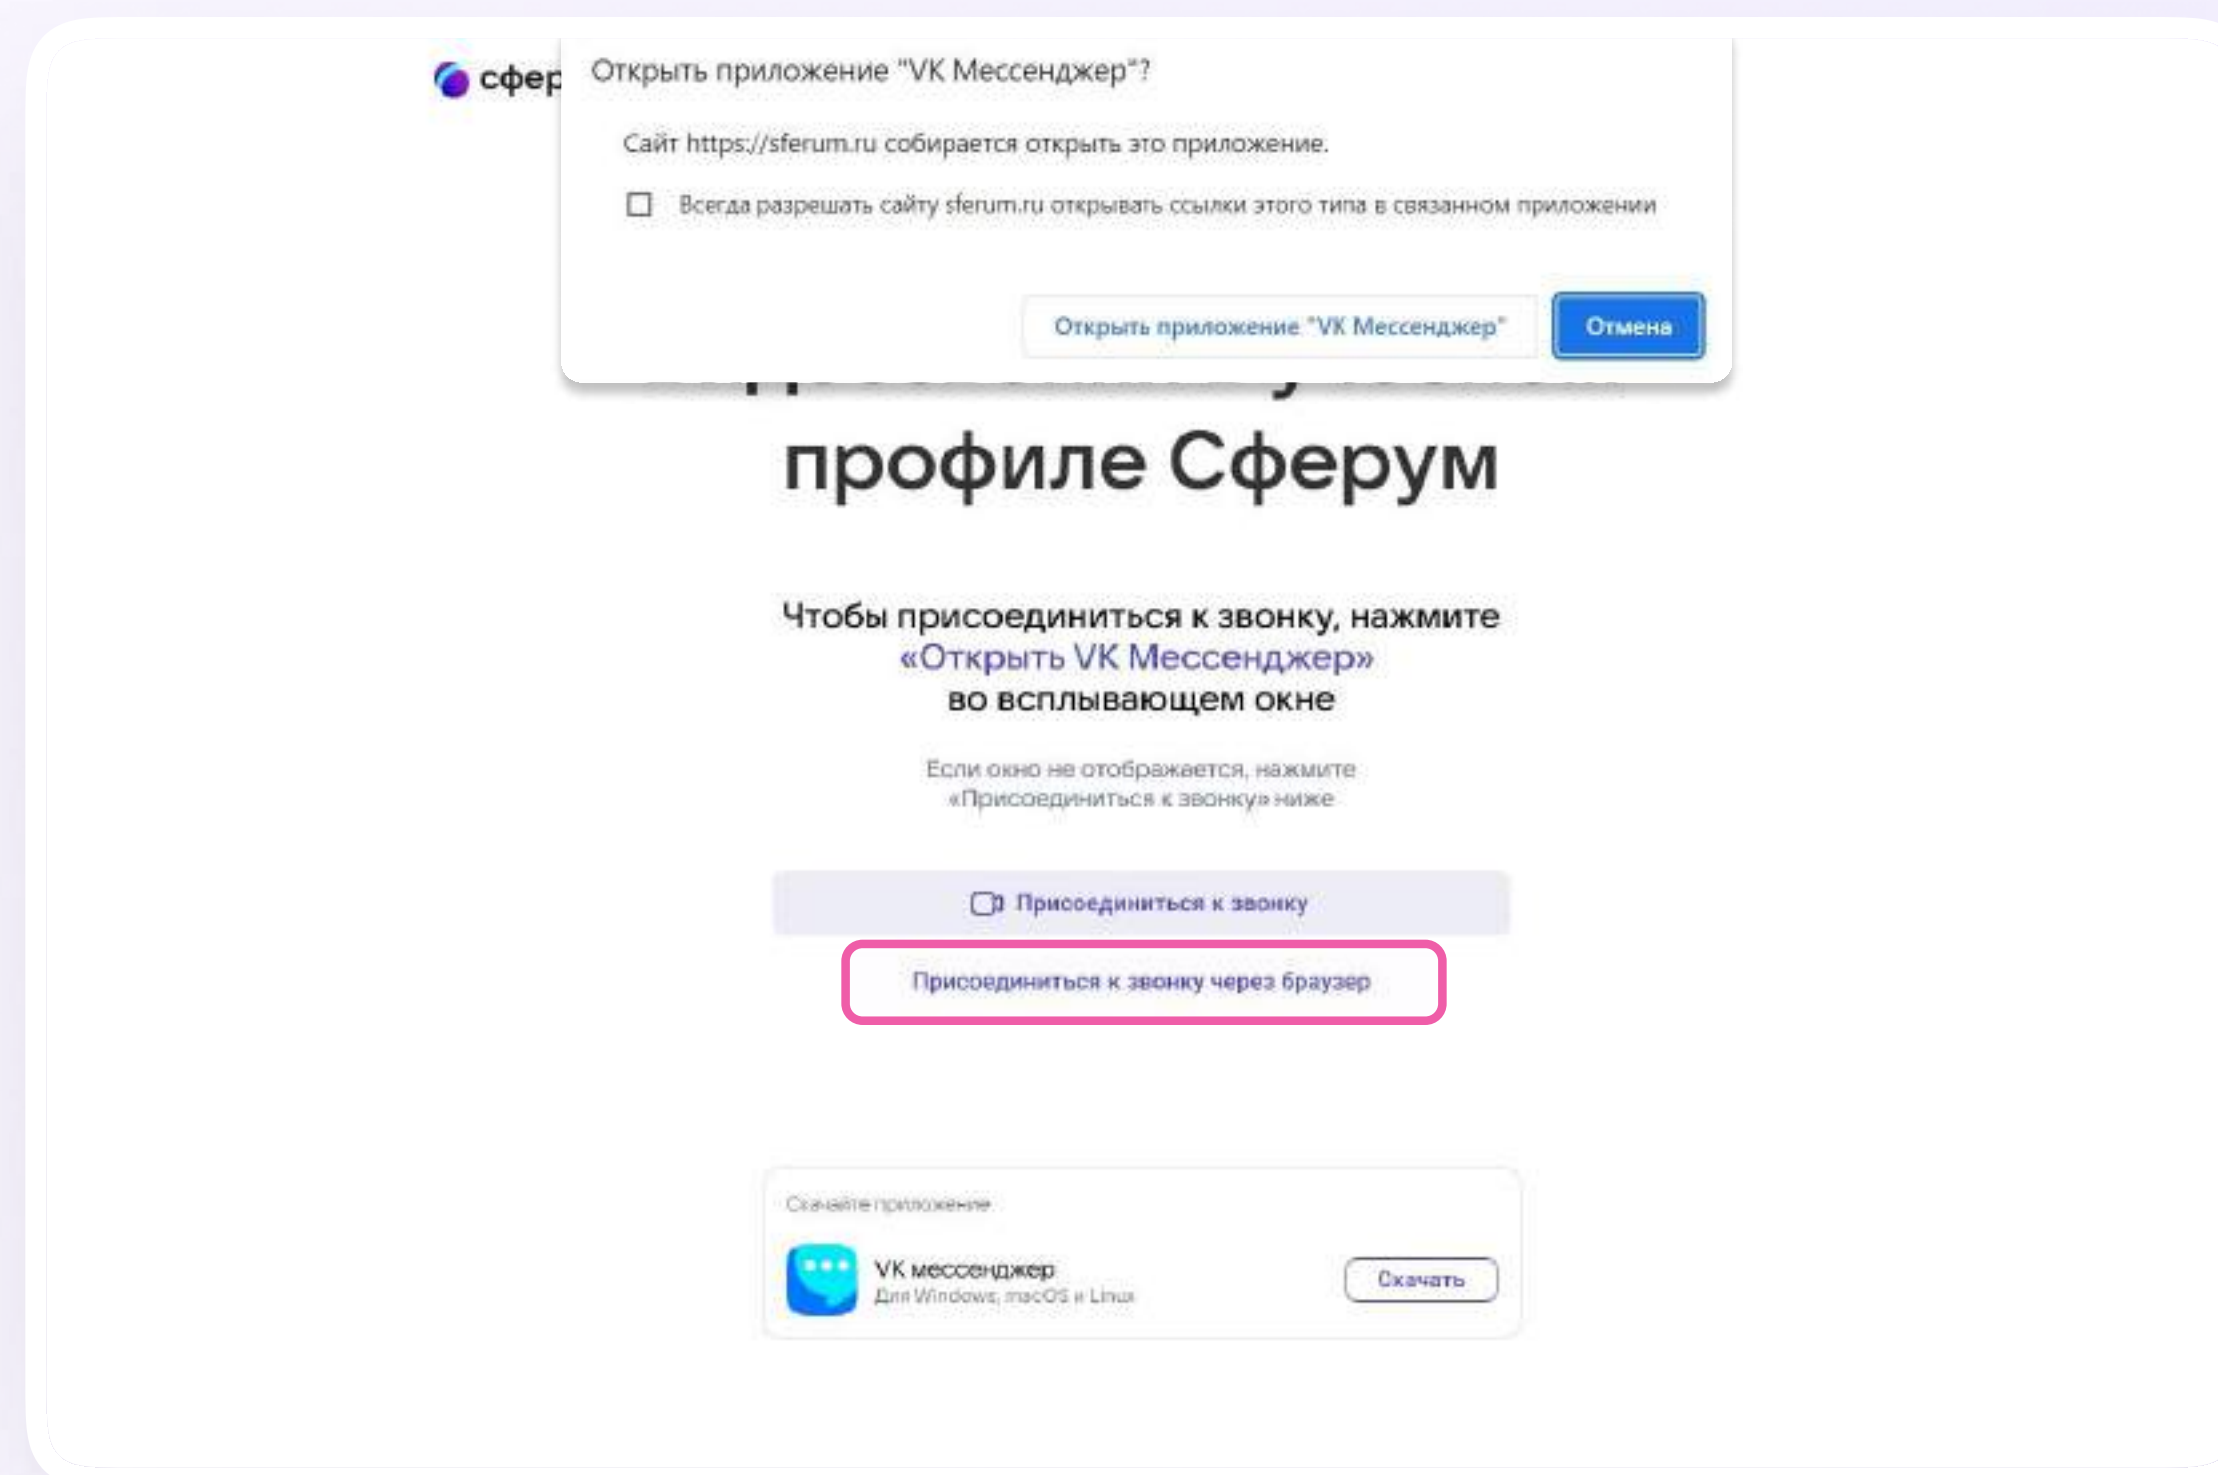 сфер
Открыть приложение "VK Мессенджер"?
Сайт https://sferum.ru собирается открыть это приложение.
Всегда разрешать сайту sferum.ru открывать ссылки этого типа в связанном приложении
Открыть приложение "VK Мессенджер"
Отмена
профиле Сферум
Чтобы присоединиться к звонку, нажмите
«Открыть VK Мессенджер»
во всплывающем окне
Если окно не отображается, нажмите
«Присоединиться к звонку» ниже
Присоединиться к звонку
Присоединиться к звонку через браузер
Скачайте приложение
VK мессенджер
Для Windows, macOS и Linux
Скачать